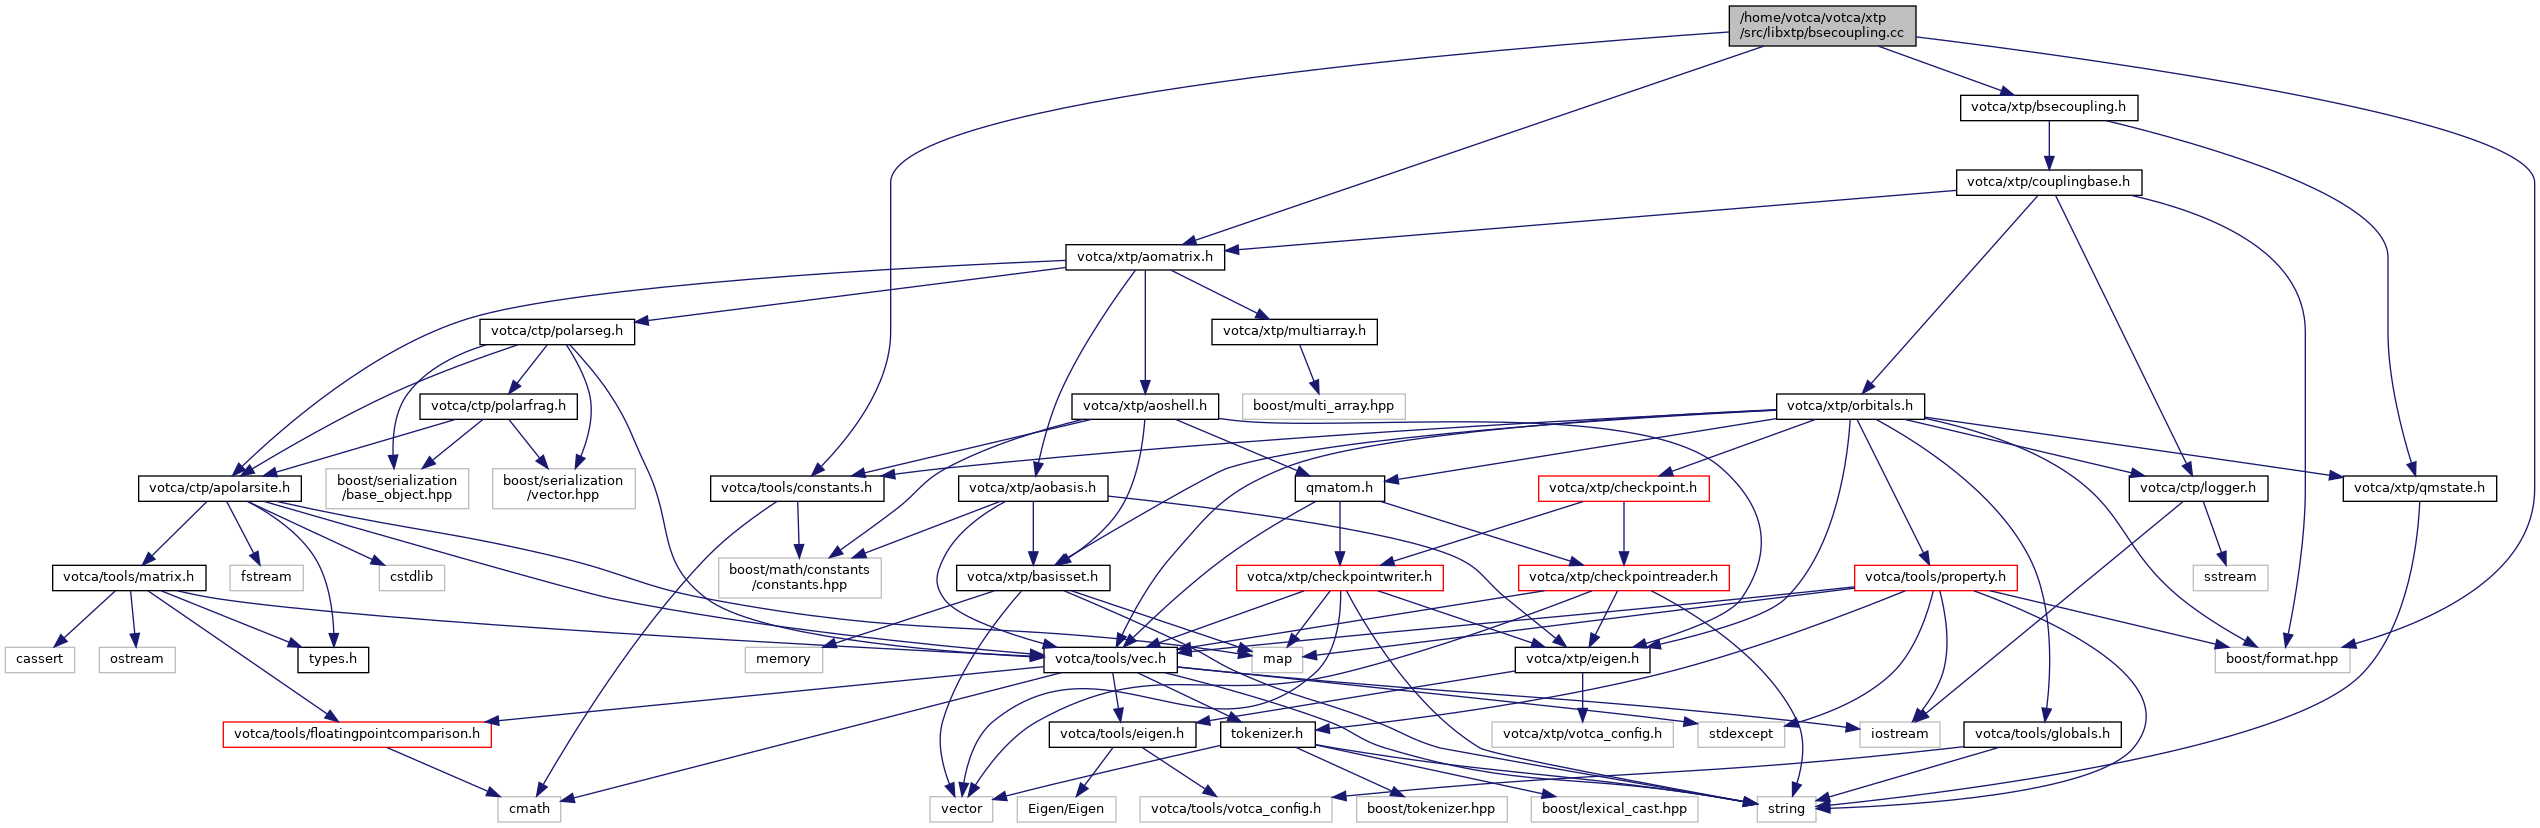 /home/votca/votca/xtp
/src/libxtp/bsecoupling.cc
votca/xtp/bsecoupling.h
votca/xtp/couplingbase.h
votca/xtp/aomatrix.h
votca/ctp/polarseg.h
votca/xtp/multiarray.h
votca/ctp/polarfrag.h
votca/xtp/aoshell.h
boost/multi_array.hpp
votca/xtp/orbitals.h
votca/ctp/apolarsite.h
boost/serialization
/base_object.hpp
boost/serialization
/vector.hpp
votca/tools/constants.h
votca/xtp/aobasis.h
qmatom.h
votca/xtp/checkpoint.h
votca/ctp/logger.h
votca/xtp/qmstate.h
votca/tools/matrix.h
fstream
cstdlib
boost/math/constants
/constants.hpp
votca/xtp/basisset.h
votca/xtp/checkpointwriter.h
votca/xtp/checkpointreader.h
votca/tools/property.h
sstream
cassert
ostream
types.h
memory
votca/tools/vec.h
map
votca/xtp/eigen.h
boost/format.hpp
votca/tools/floatingpointcomparison.h
votca/tools/eigen.h
tokenizer.h
votca/xtp/votca_config.h
stdexcept
iostream
votca/tools/globals.h
cmath
vector
Eigen/Eigen
votca/tools/votca_config.h
boost/tokenizer.hpp
boost/lexical_cast.hpp
string